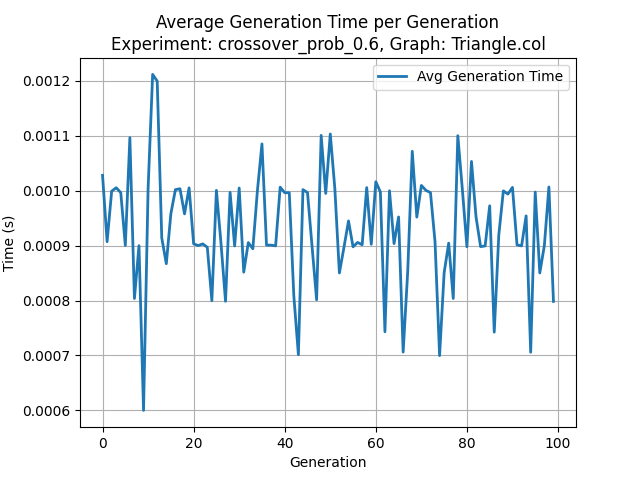 Average Generation Time per Generation
Experiment: crossover_prob_0.6, Graph: Triangle.col
Avg Generation Time
0.0012
0.0011
0.0010
0.0009
0.0008
0.0007
0.0006
Time (s)
0 20 40 60 80 100
Generation